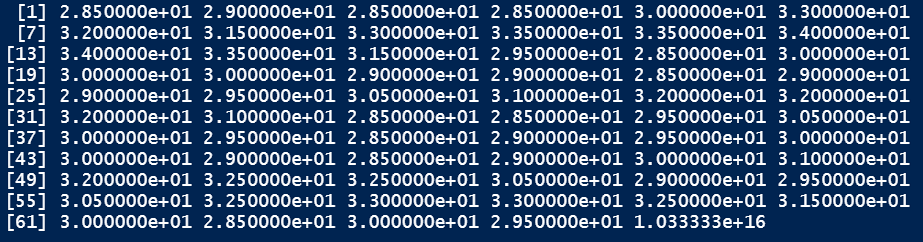 [1] 2.850000e+01 2.900000e+01 2.850000e+01 2.850000e+01 3.000000e+01 3.300000e+01
[7] 3.200000e+01 3.150000e+01 3.300000e+01 3.350000e+01 3.350000e+01 3.400000e+01
[13] 3.400000e+01 3.350000e+01 3.150000e+01 2.950000e+01 2.850000e+01 3.000000e+01
[19] 3.000000e+01 3.000000e+01 2.900000e+01 2.900000e+01 2.850000e+01 2.900000e+01
[25] 2.900000e+01 2.950000e+01 3.050000e+01 3.100000e+01 3.200000e+01 3.200000e+01
[31] 3.200000e+01 3.100000e+01 2.850000e+01 2.850000e+01 2.950000e+01 3.050000e+01
[37] 3.000000e+01 2.950000e+01 2.850000e+01 2.900000e+01 2.950000e+01 3.000000e+01
[43] 3.000000e+01 2.900000e+01 2.850000e+01 2.900000e+01 3.000000e+01 3.100000e+01
[49] 3.200000e+01 3.250000e+01 3.250000e+01 3.050000e+01 2.900000e+01 2.950000e+01
[55] 3.050000e+01 3.250000e+01 3.300000e+01 3.300000e+01 3.250000e+01 3.150000e+01
[61] 3.000000e+01 2.850000e+01 3.000000e+01 2.950000e+01 1.033333e+16